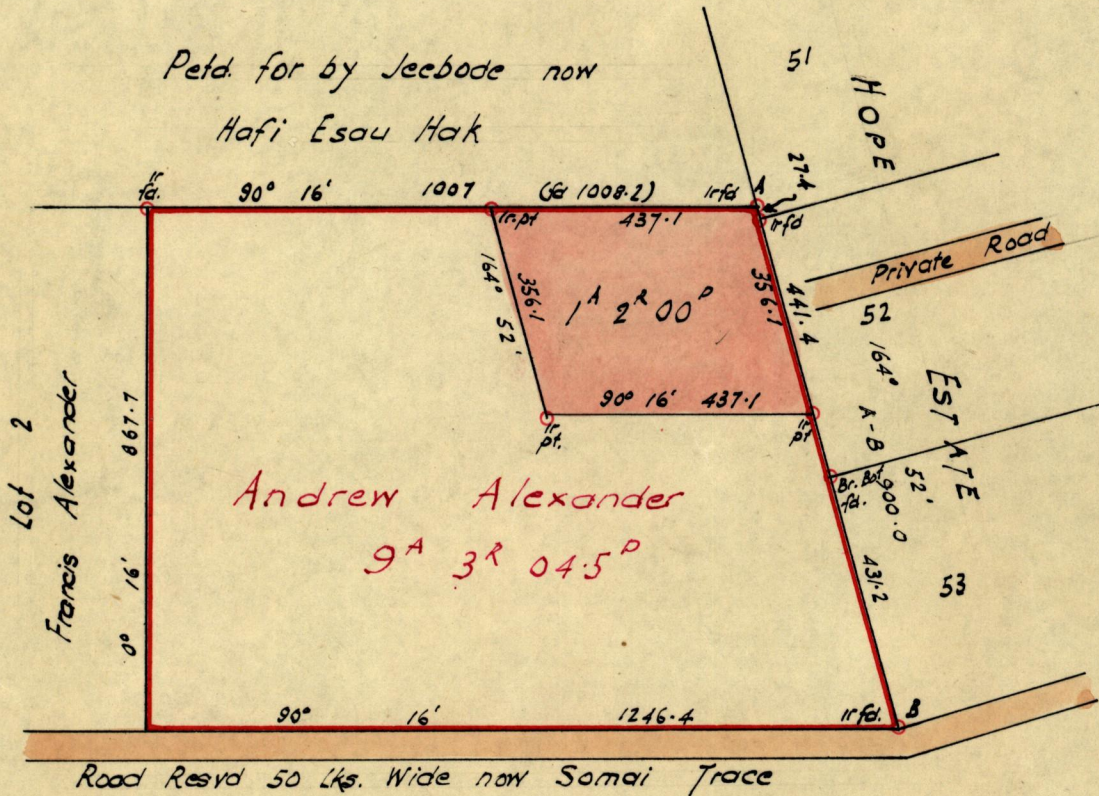 Petd. for by Jeebode now
Hafi Esau Hak
51
HOPE
27.4
Ir fd.
90° 16' 1007 (fd 1008.2) Ir fd A
Ir fd
Ir. pt 437.1
Private Road
164° 52'
356.1
1ᴬ 2ᴿ 00ᴾ
356.1
441.4
52
164° 52'
A-B 900.0
ESTATE
90° 16' 437.1
Ir pt.
Ir pt
Br. Bot fd.
Lot 2
Francis Alexander
0° 16' 867.7
Andrew Alexander
9ᴬ 3ᴿ 04.5ᴾ
431.2
53
90° 16' 1246.4 Ir fd. B
Road Resvd 50 Lks. Wide now Somai Trace